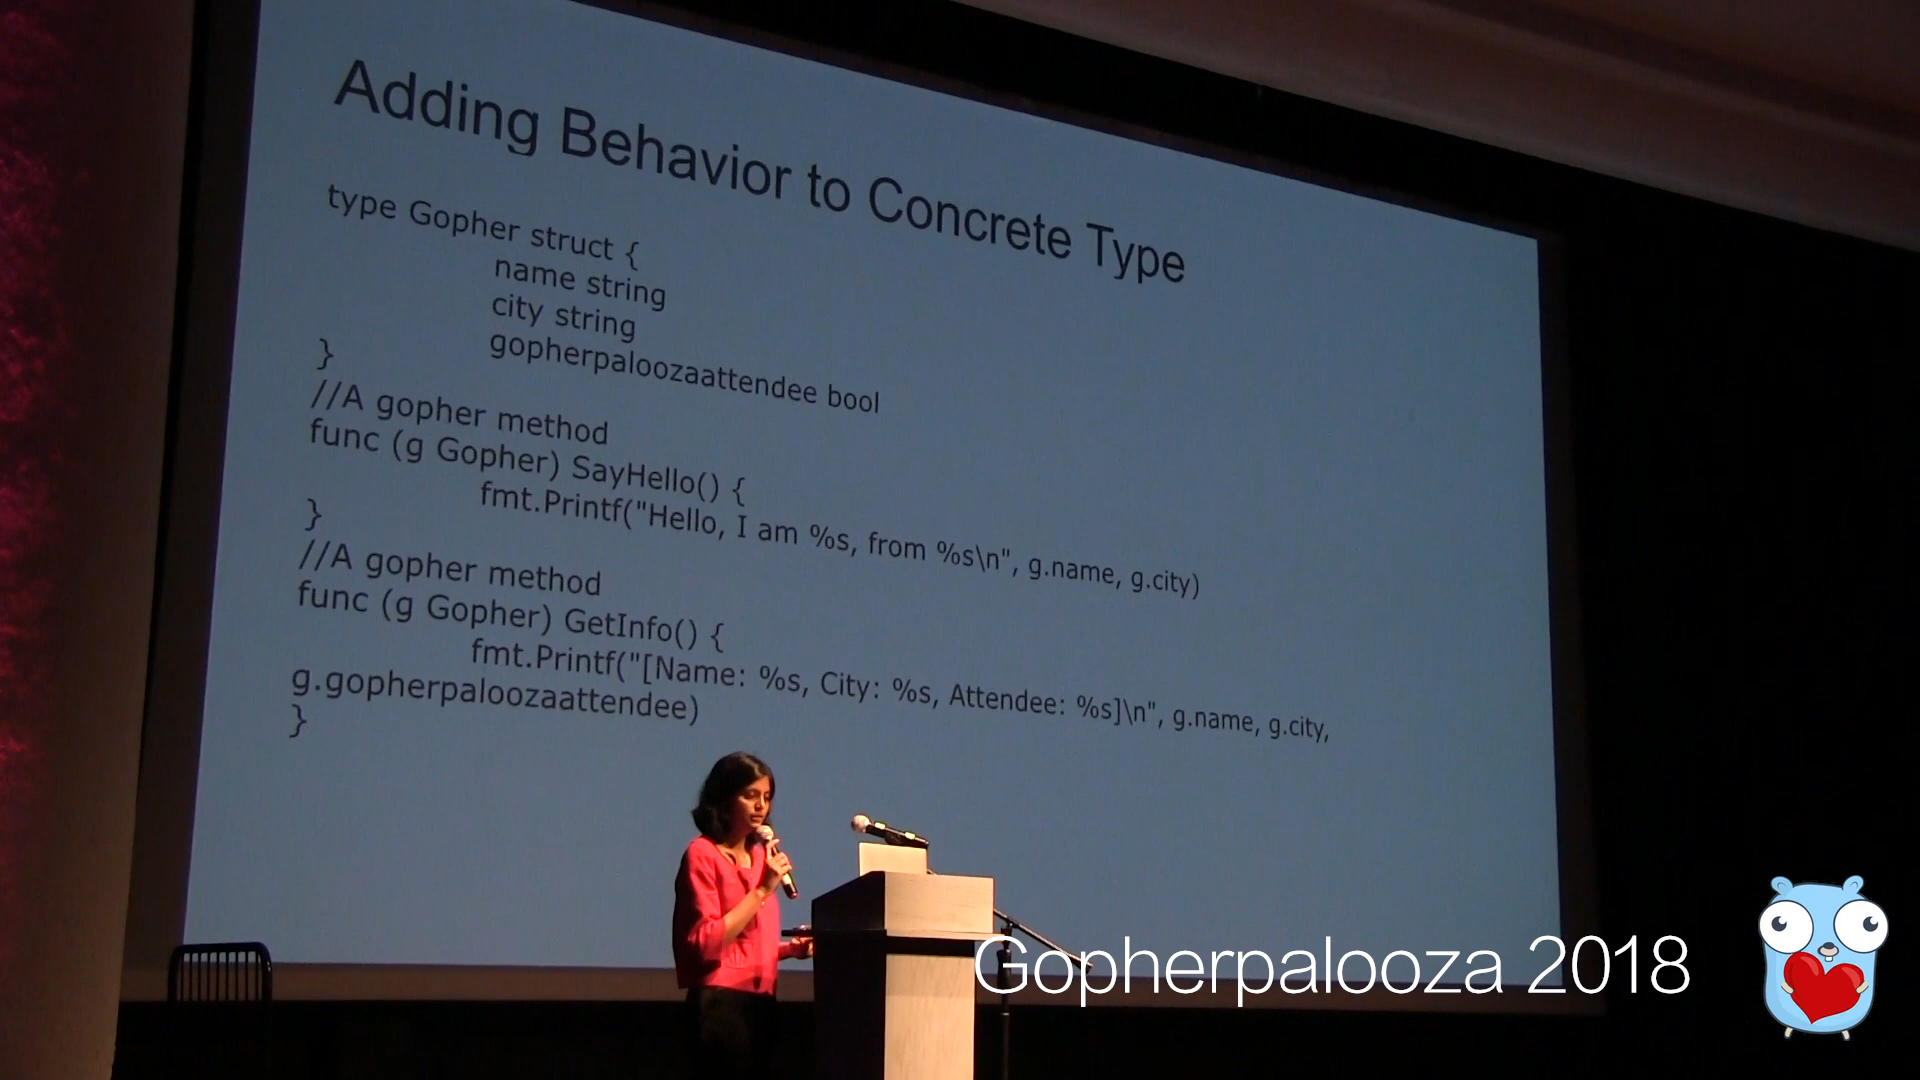 Adding Behavior to Concrete Type
type Gopher struct {
name string
city string
gopherpaloozaattendee bool
}
//A gopher method
func (g Gopher) SayHello() {
fmt.Printf("Hello, I am %s, from %s\n", g.name, g.city)
}
//A gopher method
func (g Gopher) GetInfo() {
fmt.Printf("[Name: %s, City: %s, Attendee: %s]\n", g.name, g.city,
g.gopherpaloozaattendee)
}
Gopherpalooza 2018